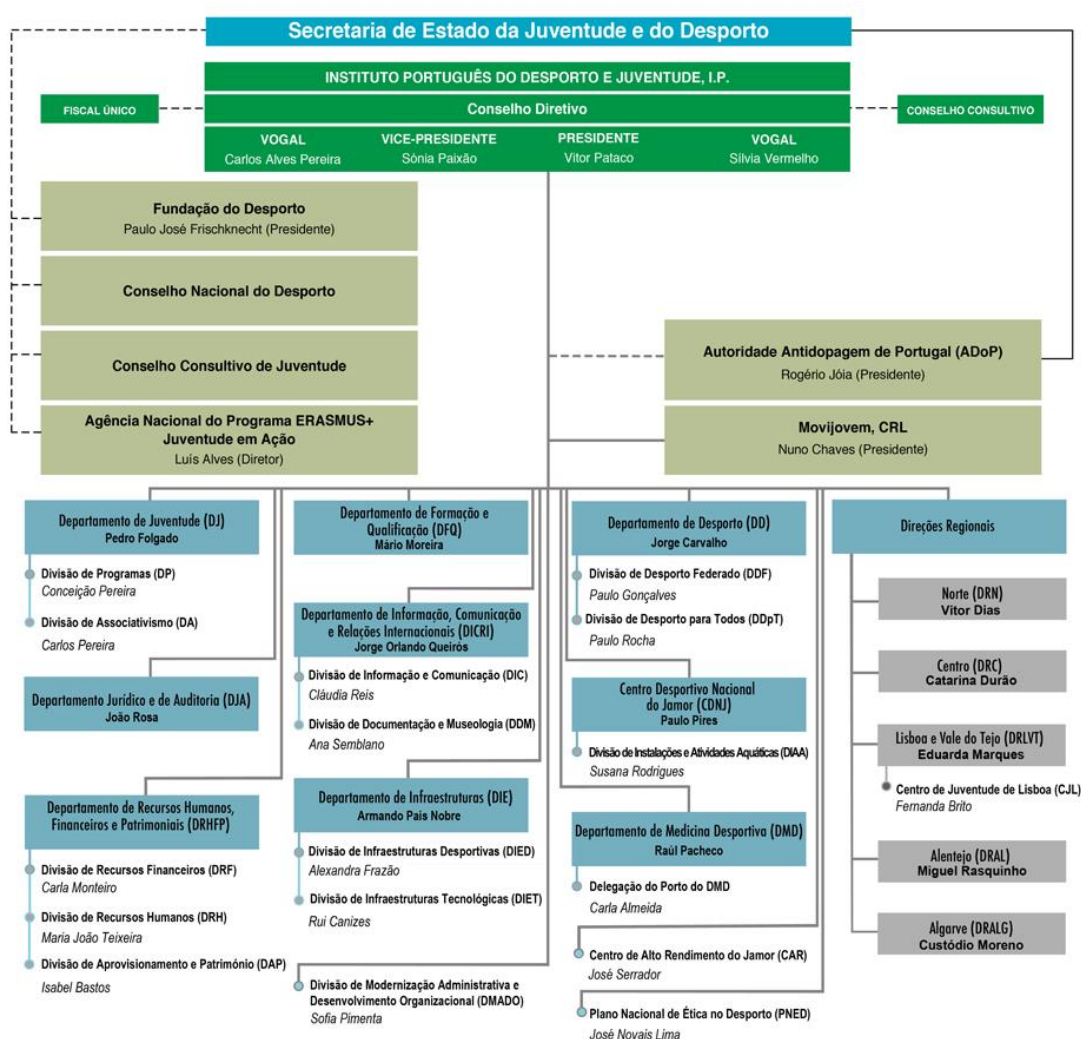 Secretaria de Estado da Juventude e do Desporto
INSTITUTO PORTUGUÊS DO DESPORTO E JUVENTUDE, I.P.
FISCAL ÚNICO
Conselho Diretivo
CONSELHO CONSULTIVO
VOGAL
Carlos Alves Pereira
VICE-PRESIDENTE
Sónia Paixão
PRESIDENTE
Vitor Pataco
VOGAL
Sílvia Vermelho
Fundação do Desporto
Paulo José Frischknecht (Presidente)
Conselho Nacional do Desporto
Conselho Consultivo de Juventude
Agência Nacional do Programa ERASMUS+
Juventude em Ação
Luís Alves (Diretor)
Autoridade Antidopagem de Portugal (ADoP)
Rogério Jóia (Presidente)
Movijovem, CRL
Nuno Chaves (Presidente)
Departamento de Juventude (DJ)
Pedro Folgado
Divisão de Programas (DP)
Conceição Pereira
Divisão de Associativismo (DA)
Carlos Pereira
Departamento Jurídico e de Auditoria (DJA)
João Rosa
Departamento de Recursos Humanos,
Financeiros e Patrimoniais (DRHFP)
Divisão de Recursos Financeiros (DRF)
Carla Monteiro
Divisão de Recursos Humanos (DRH)
Maria João Teixeira
Divisão de Aprovisionamento e Património (DAP)
Isabel Bastos
Departamento de Formação e
Qualificação (DFQ)
Mário Moreira
Departamento de Informação, Comunicação
e Relações Internacionais (DICRI)
Jorge Orlando Queirós
Divisão de Informação e Comunicação (DIC)
Cláudia Reis
Divisão de Documentação e Museologia (DDM)
Ana Semblano
Departamento de Infraestruturas (DIE)
Armando Pais Nobre
Divisão de Infraestruturas Desportivas (DIED)
Alexandra Frazão
Divisão de Infraestruturas Tecnológicas (DIET)
Rui Canizes
Divisão de Modernização Administrativa e
Desenvolvimento Organizacional (DMADO)
Sofia Pimenta
Departamento de Desporto (DD)
Jorge Carvalho
Divisão de Desporto Federado (DDF)
Paulo Gonçalves
Divisão de Desporto para Todos (DDpT)
Paulo Rocha
Centro Desportivo Nacional
do Jamor (CDNJ)
Paulo Pires
Divisão de Instalações e Atividades Aquáticas (DIAA)
Susana Rodrigues
Departamento de Medicina Desportiva (DMD)
Raúl Pacheco
Delegação do Porto do DMD
Carla Almeida
Centro de Alto Rendimento do Jamor (CAR)
José Serrador
Plano Nacional de Ética no Desporto (PNED)
José Novais Lima
Direções Regionais
Norte (DRN)
Vitor Dias
Centro (DRC)
Catarina Durão
Lisboa e Vale do Tejo (DRLVT)
Eduarda Marques
Centro de Juventude de Lisboa (CJL)
Fernanda Brito
Alentejo (DRAL)
Miguel Rasquinho
Algarve (DRALG)
Custódio Moreno